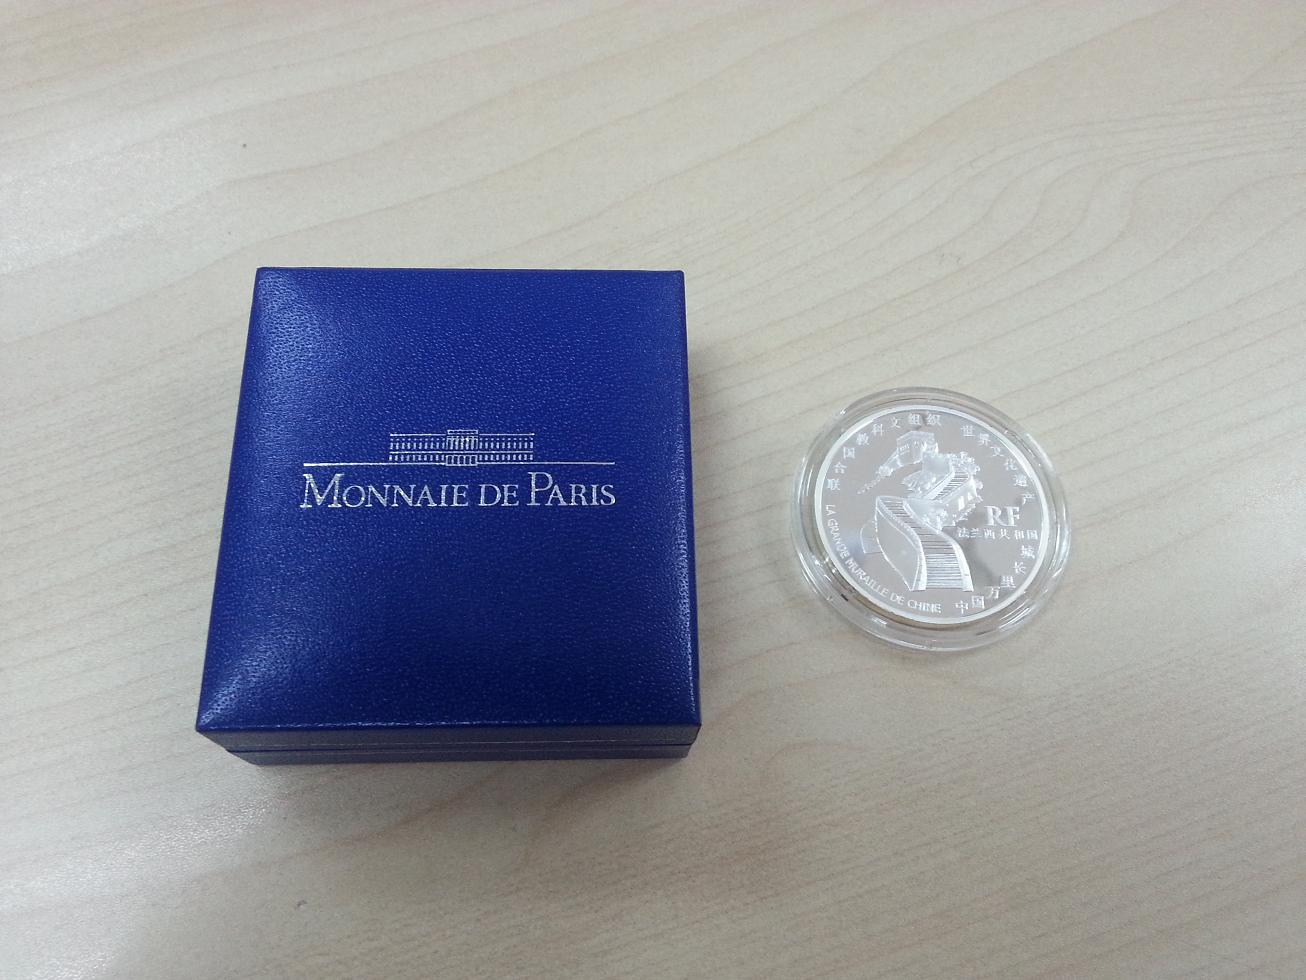 MONNAIE DE PARIS
联合国教科文组织 世界文化遗产
RF
法兰西共和国
中国万里长城
LA GRANDE MURAILLE DE CHINE